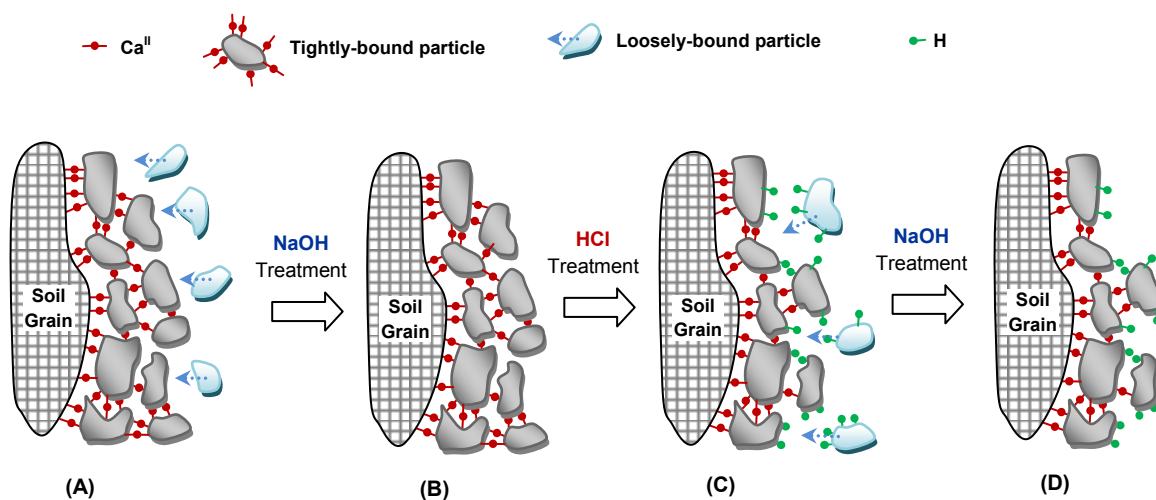 Ca^II
Tightly-bound particle
Loosely-bound particle
H
NaOH
Treatment
HCl
Treatment
NaOH
Treatment
Soil
Grain
Soil
Grain
Soil
Grain
Soil
Grain
(A)
(B)
(C)
(D)